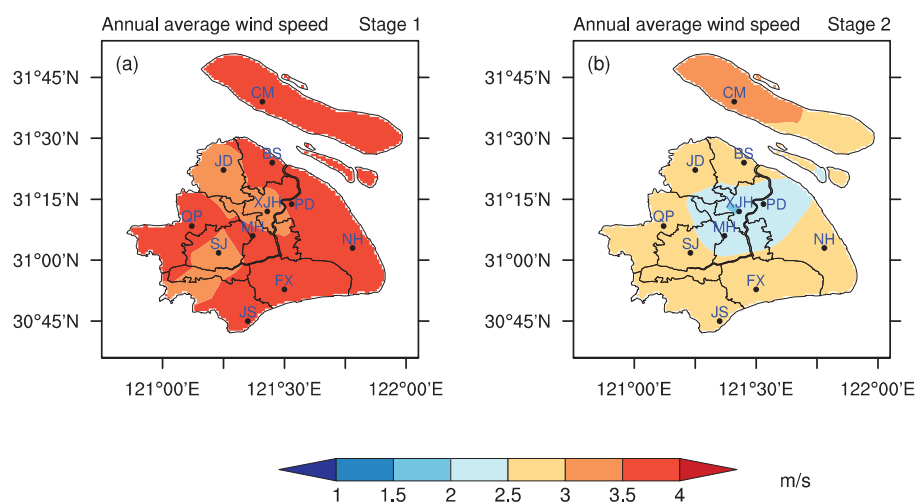 Annual average wind speed Stage 1
(a)
31°45'N
31°30'N
31°15'N
31°00'N
30°45'N
CM
BS
JD
XJH
PD
QP
MH
SJ
NH
FX
JS
121°00'E 121°30'E 122°00'E
Annual average wind speed Stage 2
(b)
31°45'N
31°30'N
31°15'N
31°00'N
30°45'N
CM
BS
JD
XJH
PD
QP
MH
SJ
NH
FX
JS
121°00'E 121°30'E 122°00'E
1 1.5 2 2.5 3 3.5 4 m/s